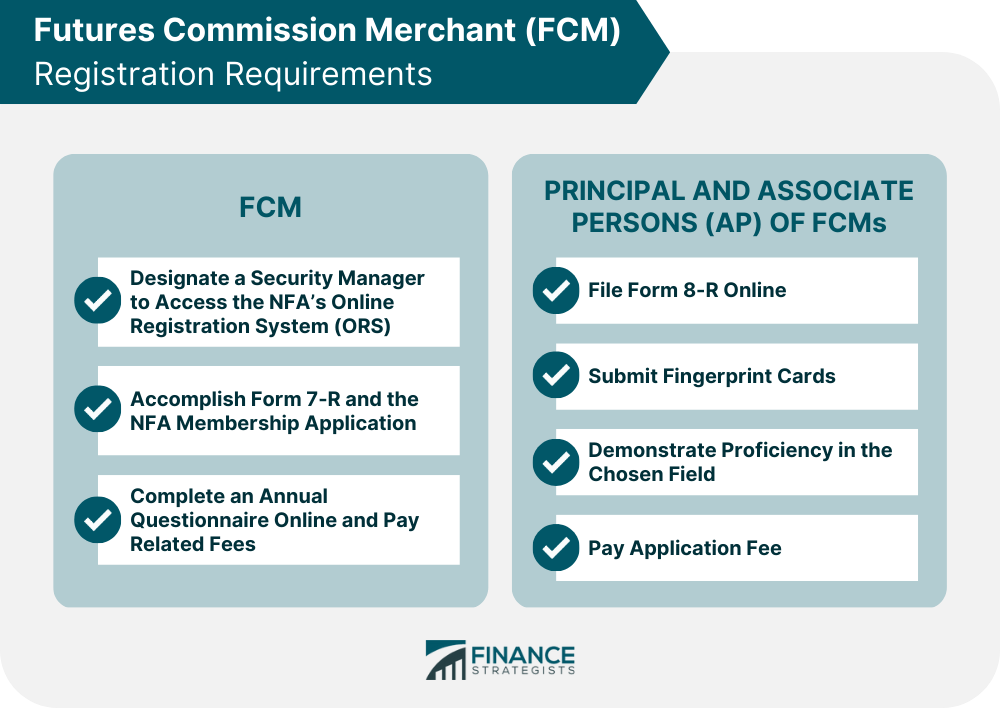 Futures Commission Merchant (FCM)
Registration Requirements
FCM
Designate a Security Manager
to Access the NFA’s Online
Registration System (ORS)
Accomplish Form 7-R and the
NFA Membership Application
Complete an Annual
Questionnaire Online and Pay
Related Fees
PRINCIPAL AND ASSOCIATE
PERSONS (AP) OF FCMs
File Form 8-R Online
Submit Fingerprint Cards
Demonstrate Proficiency in the
Chosen Field
Pay Application Fee
FINANCE
STRATEGISTS